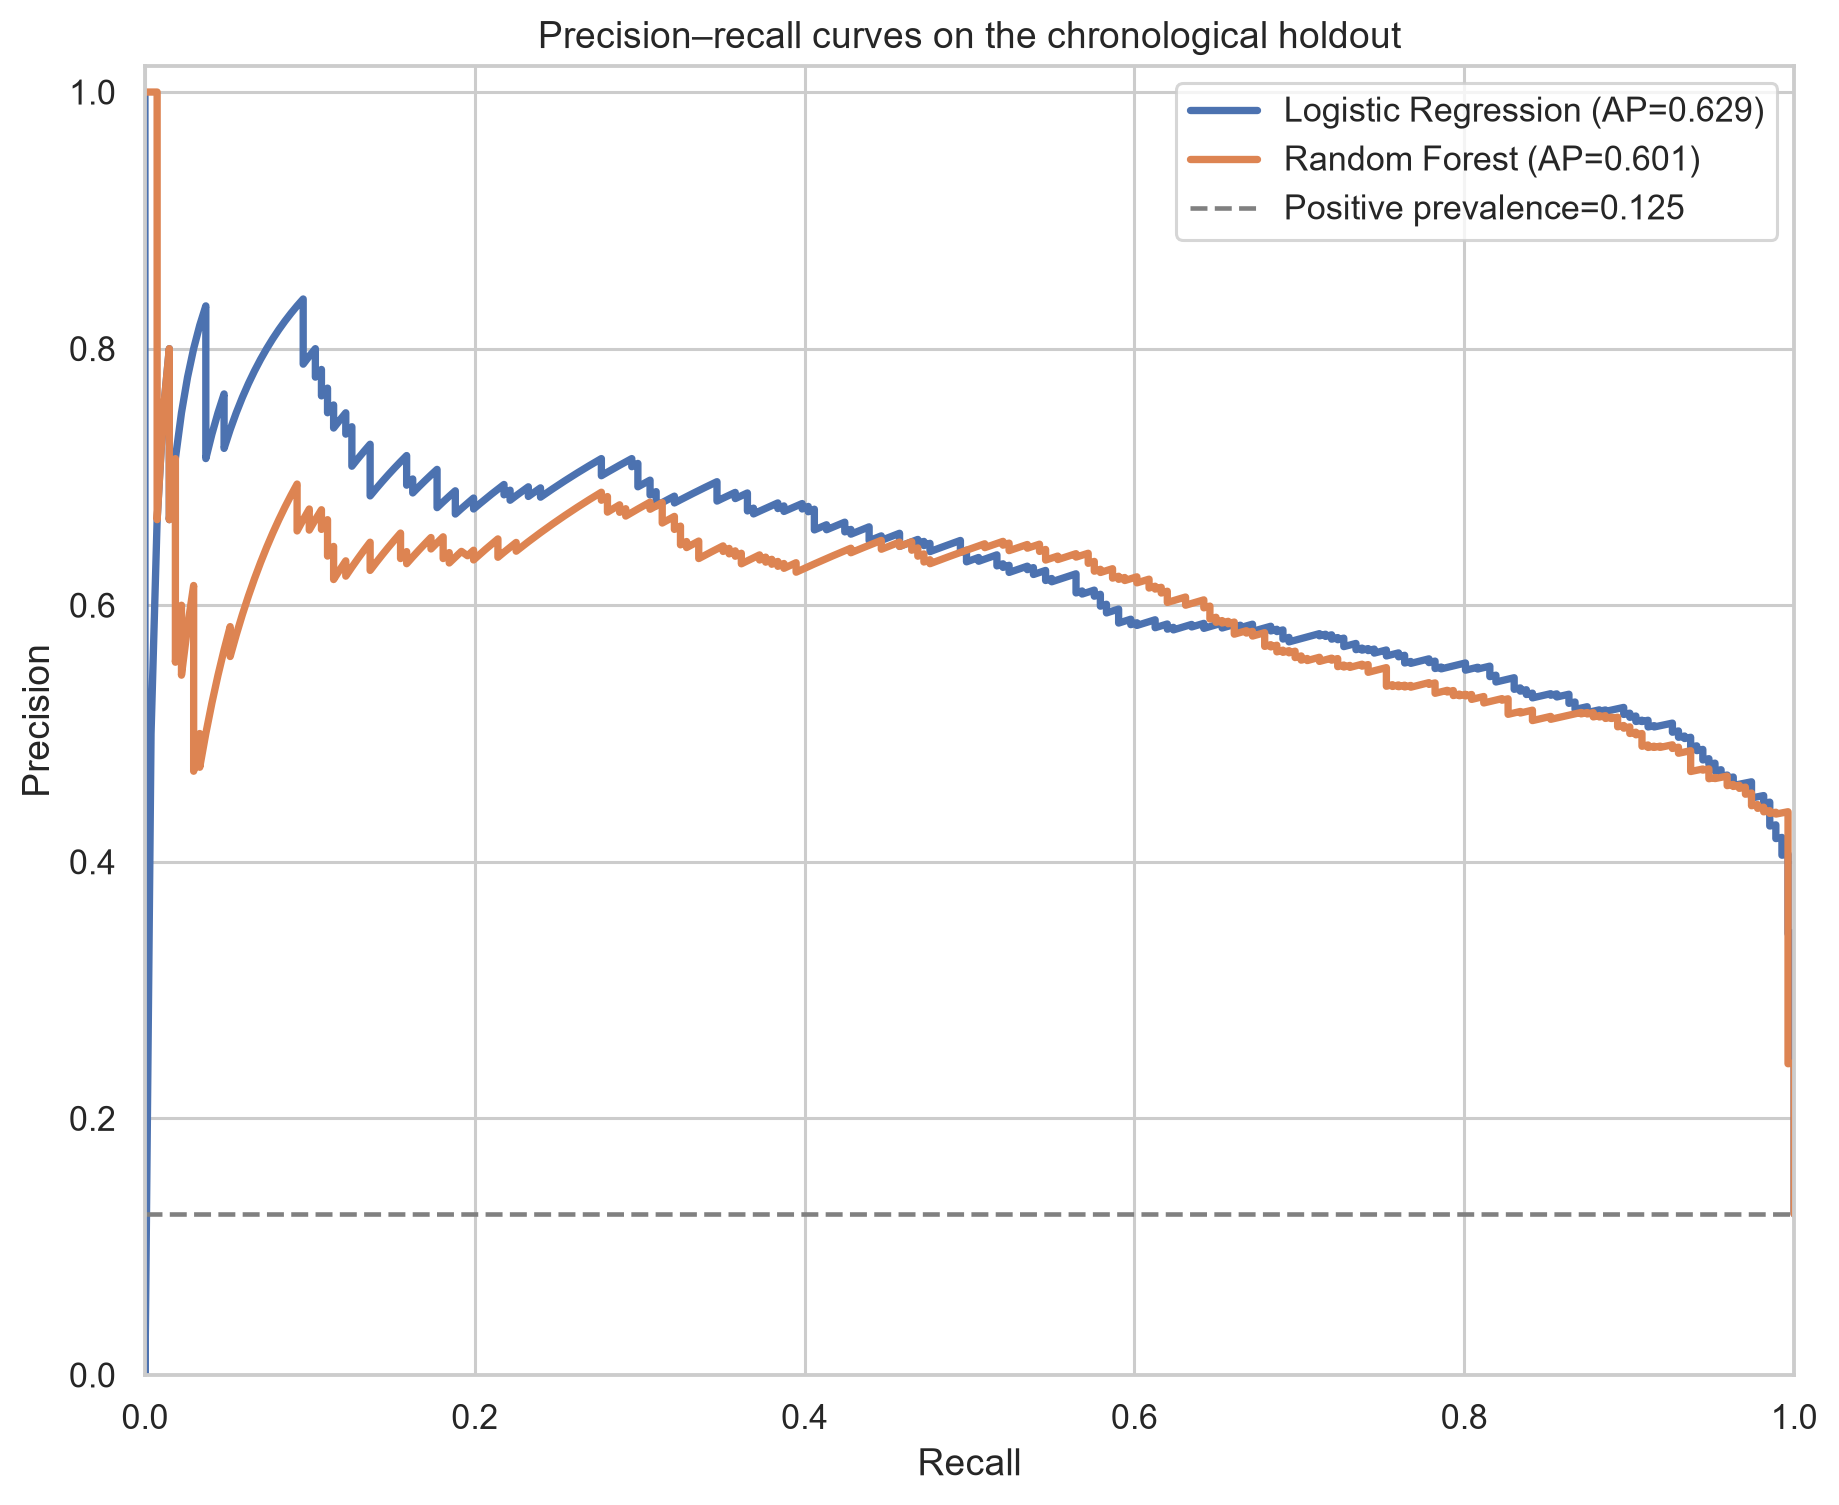 Precision–recall curves on the chronological holdout
Logistic Regression (AP=0.629)
Random Forest (AP=0.601)
Positive prevalence=0.125
Precision
1.0
0.8
0.6
0.4
0.2
0.0
0.0 0.2 0.4 0.6 0.8 1.0
Recall